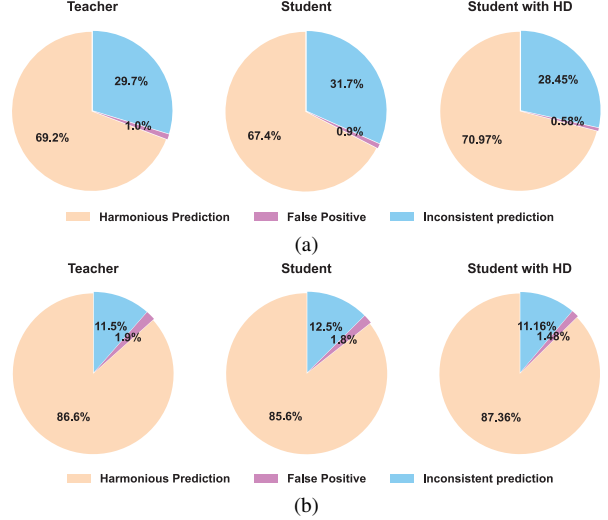 Teacher Student Student with HD
29.7% 31.7% 28.45%
1.0% 0.9% 0.58%
69.2% 67.4% 70.97%
Harmonious Prediction False Positive Inconsistent prediction
(a)
Teacher Student Student with HD
11.5% 12.5% 11.16%
1.9% 1.8% 1.48%
86.6% 85.6% 87.36%
Harmonious Prediction False Positive Inconsistent prediction
(b)